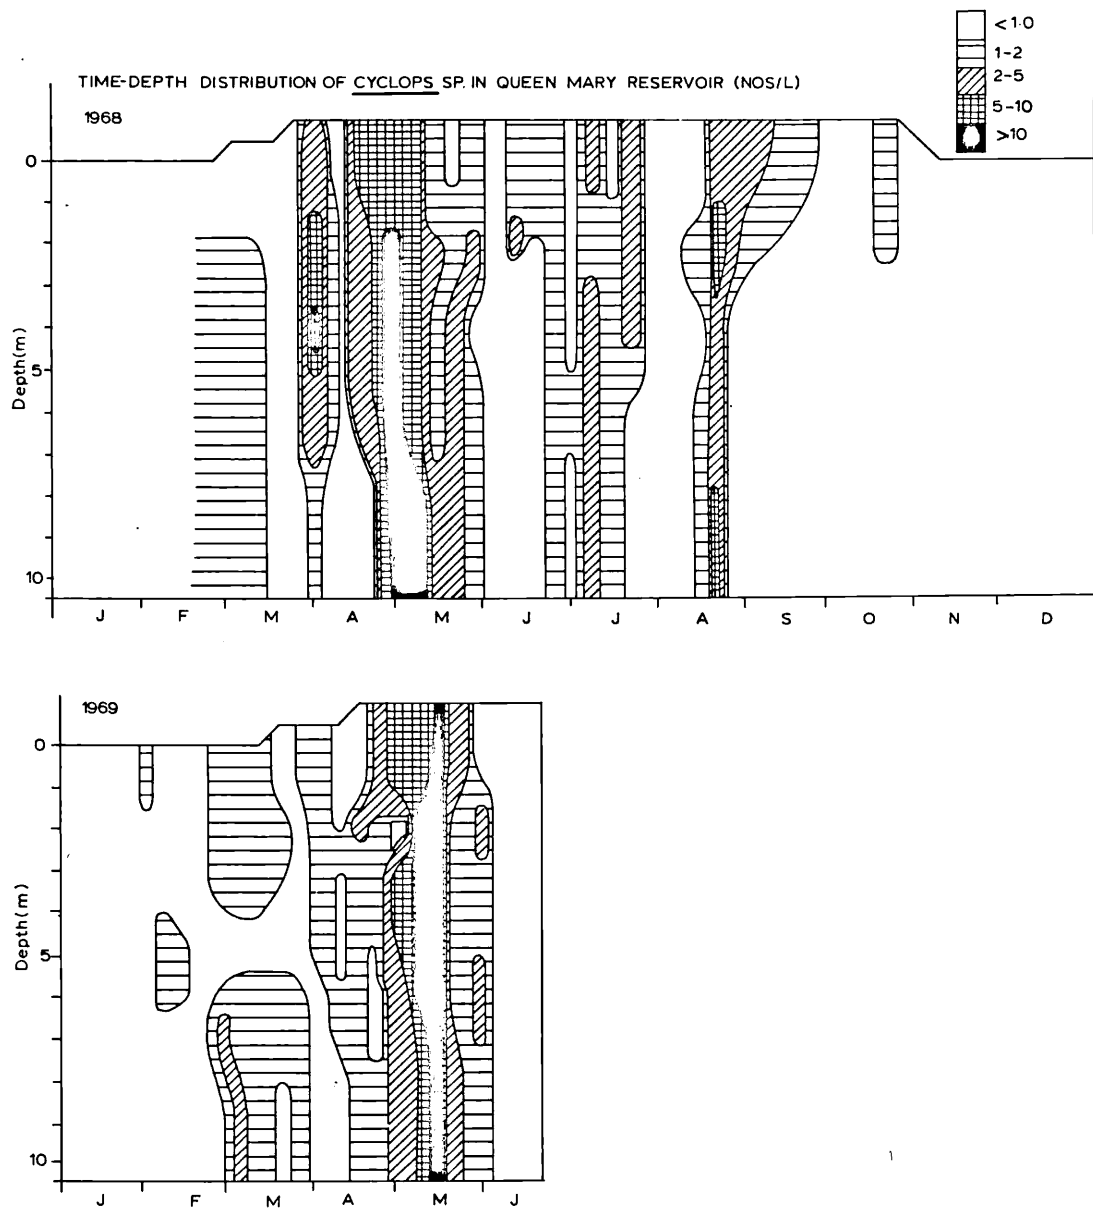 TIME-DEPTH DISTRIBUTION OF CYCLOPS SP. IN QUEEN MARY RESERVOIR (NOS/L)
<1·0
1-2
2-5
5-10
>10
1968
0
5
10
Depth(m)
J F M A M J J A S O N D
1969
0
5
10
Depth(m)
J F M A M J